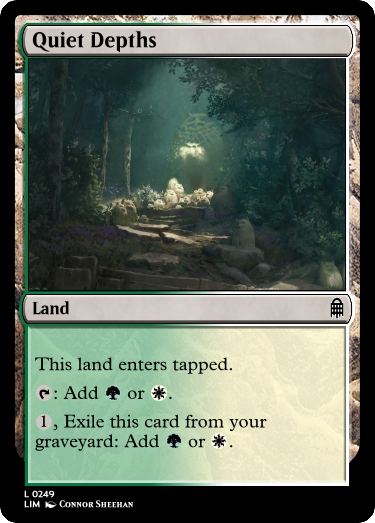 Quiet Depths
Land
This land enters tapped.
: Add or .
1, Exile this card from your
graveyard: Add or .
L 0249
LIM Connor Sheehan